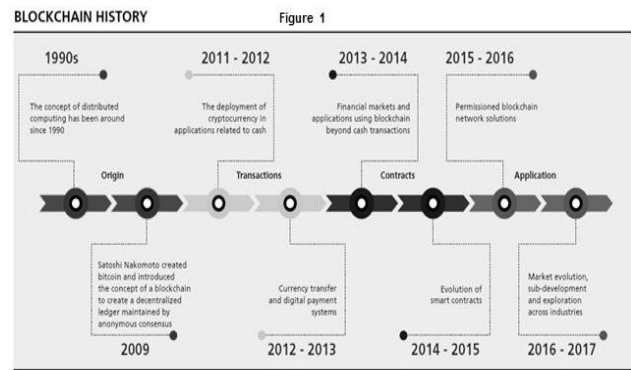 BLOCKCHAIN HISTORY
Figure 1
1990s
2011 - 2012
2013 - 2014
2015 - 2016
The concept of distributed
computing has been around
since 1990
The deployment of
cryptocurrency in
applications related to cash
Financial markets and
applications using blockchain
beyond cash transactions
Permissioned blockchain
network solutions
Origin
Transactions
Contracts
Application
Satoshi Nakomoto created
bitcoin and introduced
the concept of a blockchain
to create a decentralized
ledger maintained by
anonymous consensus
Currency transfer
and digital payment
systems
Evolution of
smart contracts
Market evolution,
sub-development
and exploration
across industries
2009
2012 - 2013
2014 - 2015
2016 - 2017